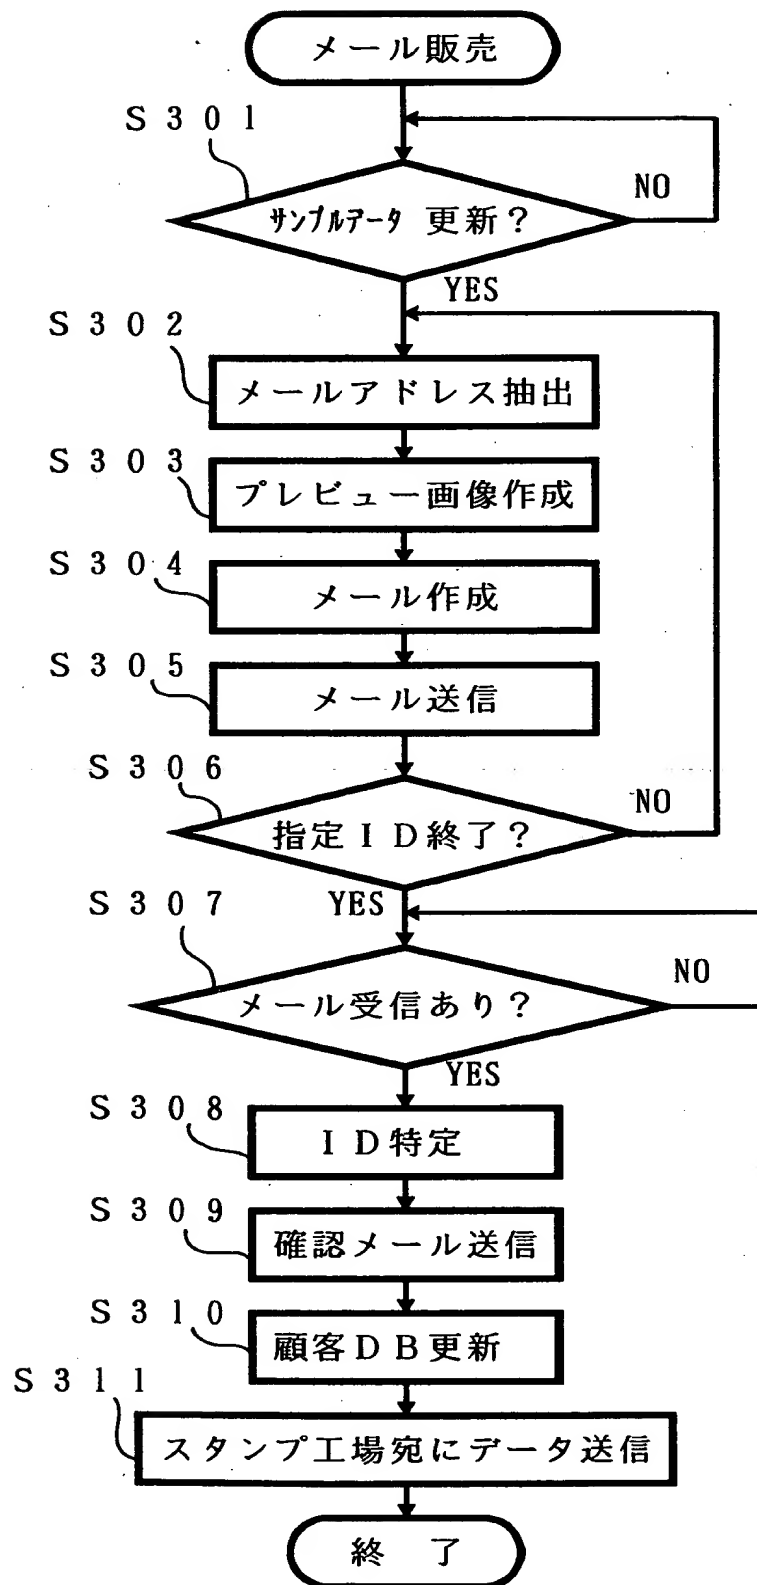 メール販売
S301
サンプルデータ 更新?
NO
YES
S302
メールアドレス抽出
S303
プレビュー画像作成
S304
メール作成
S305
メール送信
S306
指定ID終了?
NO
YES
S307
メール受信あり?
NO
YES
S308
ID特定
S309
確認メール送信
S310
顧客DB更新
S311
スタンプ工場宛にデータ送信
終 了